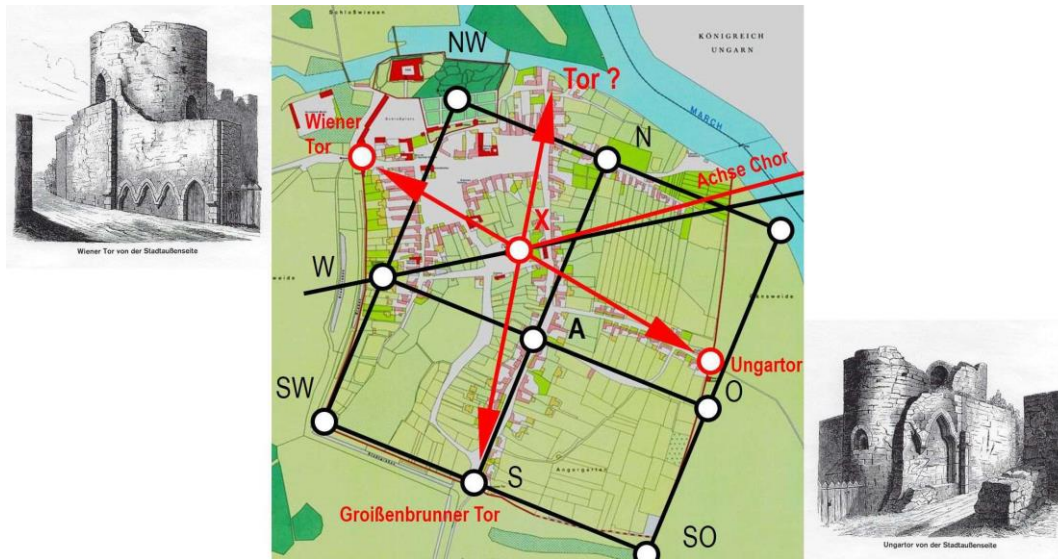 Wiener Tor von der Stadtaußenseite
Schloßwiesen
NW
KÖNIGREICH
UNGARN
Tor ?
Wiener
Tor
MARCH
N
Achse Chor
X
W
A
Ungartor
O
SW
S
Angergärten
Groißenbrunner Tor
SO
Ungartor von der Stadtaußenseite